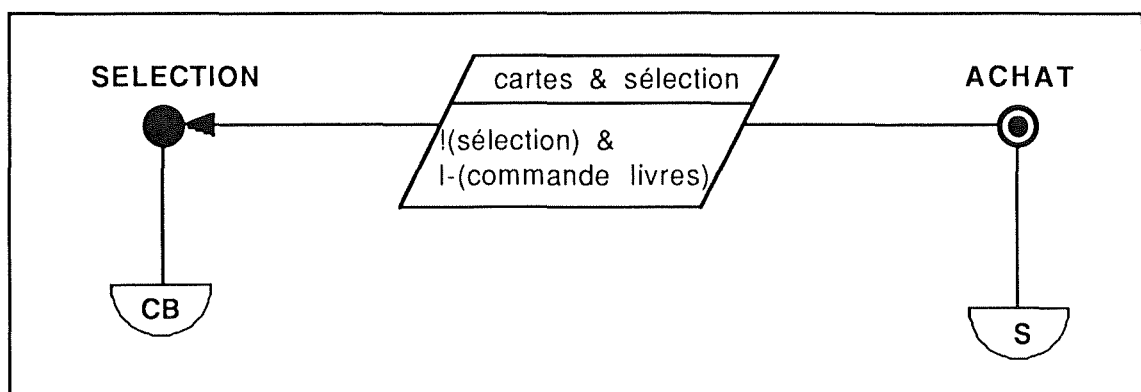 SELECTION
cartes & sélection
ACHAT
!(sélection) &
I-(commande livres)
CB
S